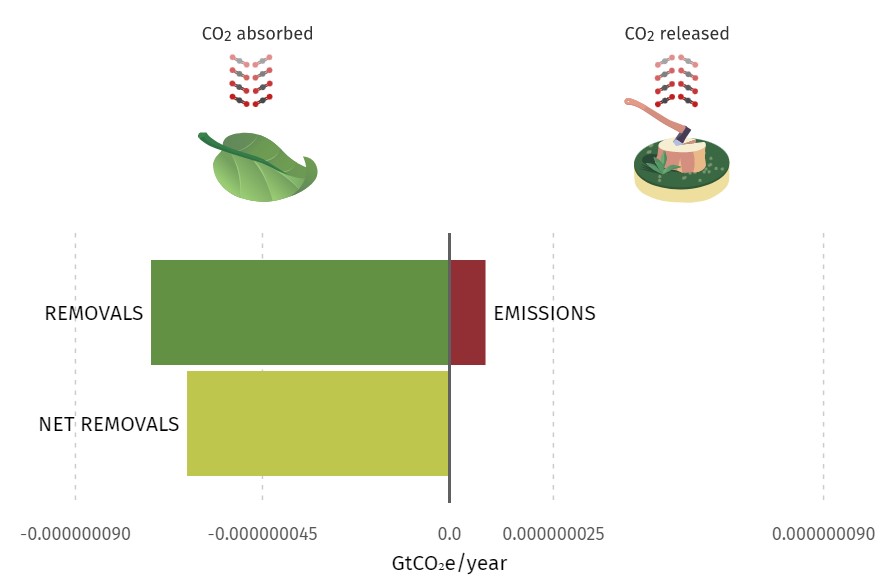 CO₂ absorbed
CO₂ released
REMOVALS
EMISSIONS
NET REMOVALS
-0.000000090
-0.000000045
0.0
0.000000025
0.000000090
GtCO₂e/year